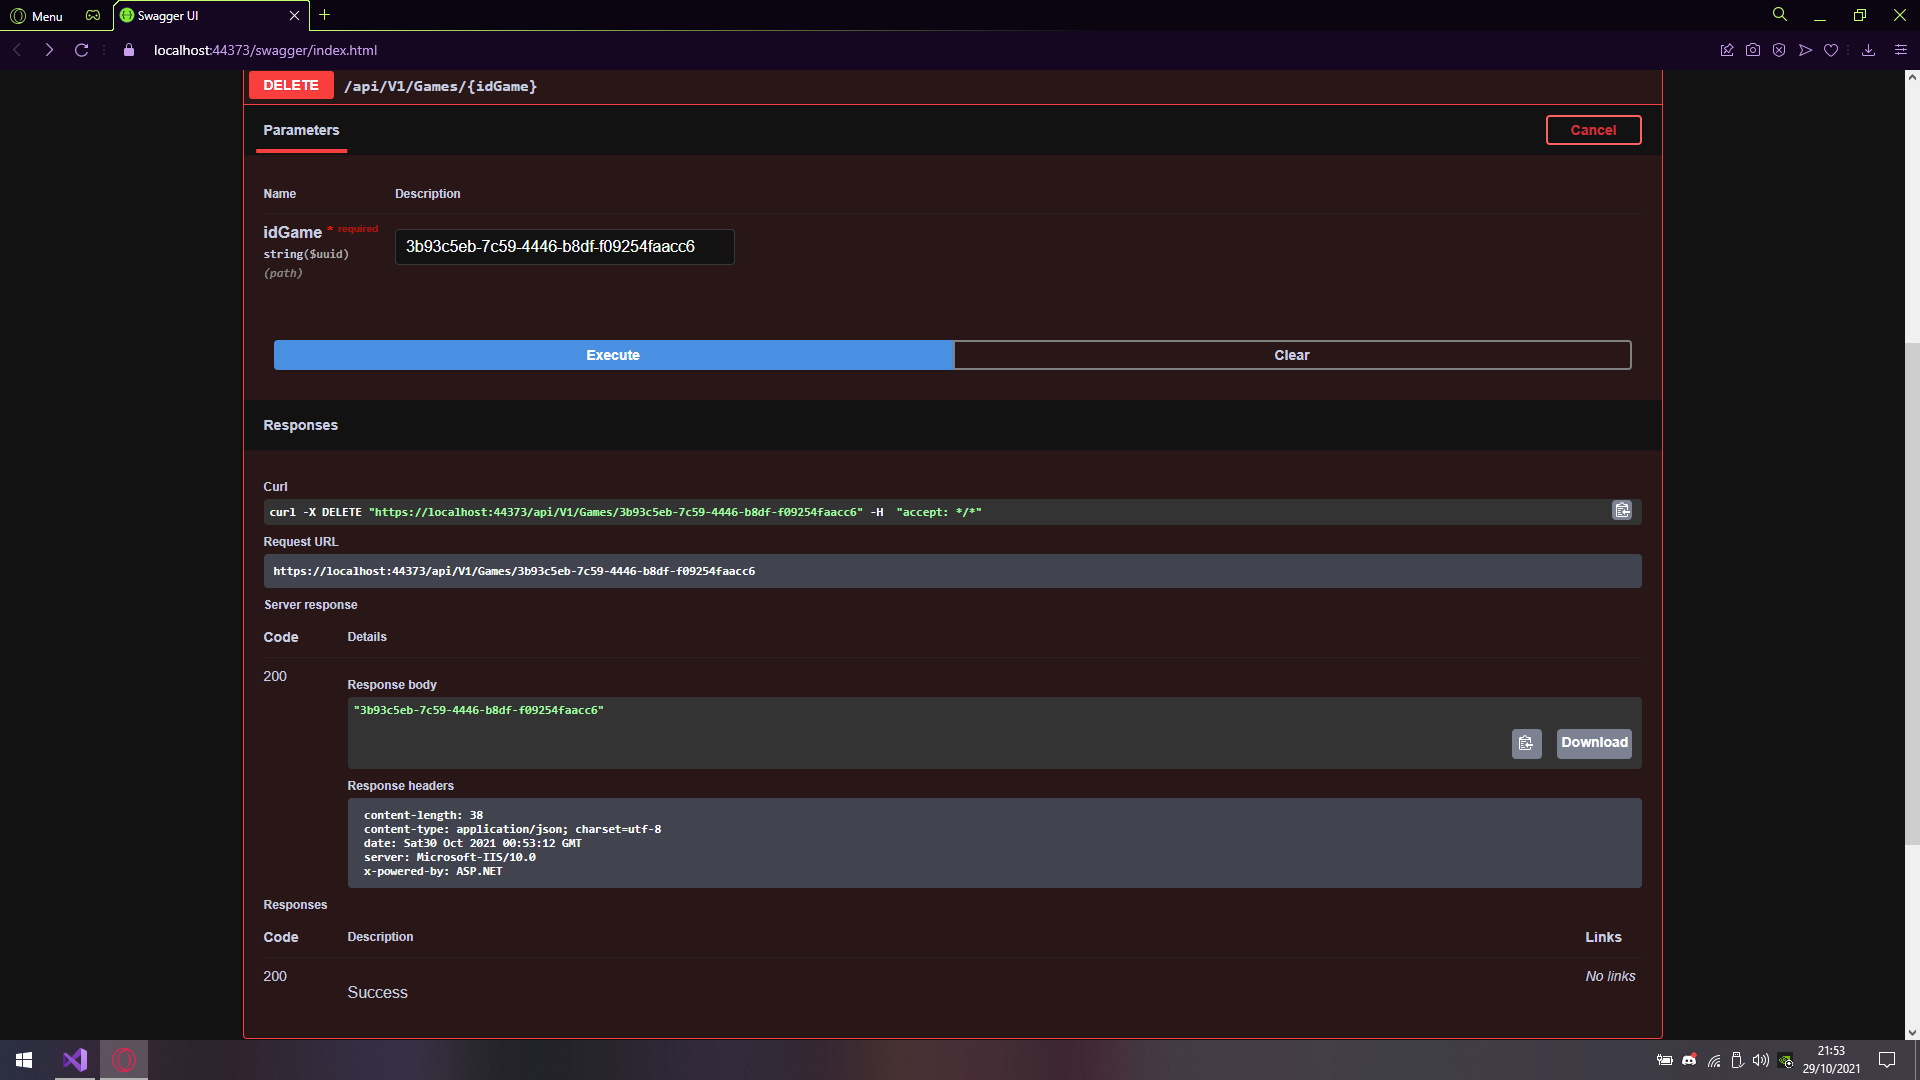 Menu
Swagger UI
localhost:44373/swagger/index.html
DELETE /api/V1/Games/{idGame}
Parameters
Cancel
Name Description
idGame * required
string($uuid)
(path)
3b93c5eb-7c59-4446-b8df-f09254faacc6
Execute Clear
Responses
Curl
curl -X DELETE "https://localhost:44373/api/V1/Games/3b93c5eb-7c59-4446-b8df-f09254faacc6" -H  "accept: */*"
Request URL
https://localhost:44373/api/V1/Games/3b93c5eb-7c59-4446-b8df-f09254faacc6
Server response
Code Details
200
Response body
"3b93c5eb-7c59-4446-b8df-f09254faacc6"
Download
Response headers
content-length: 38
content-type: application/json; charset=utf-8
date: Sat30 Oct 2021 00:53:12 GMT
server: Microsoft-IIS/10.0
x-powered-by: ASP.NET
Responses
Code Description Links
200
Success
No links
21:53
29/10/2021